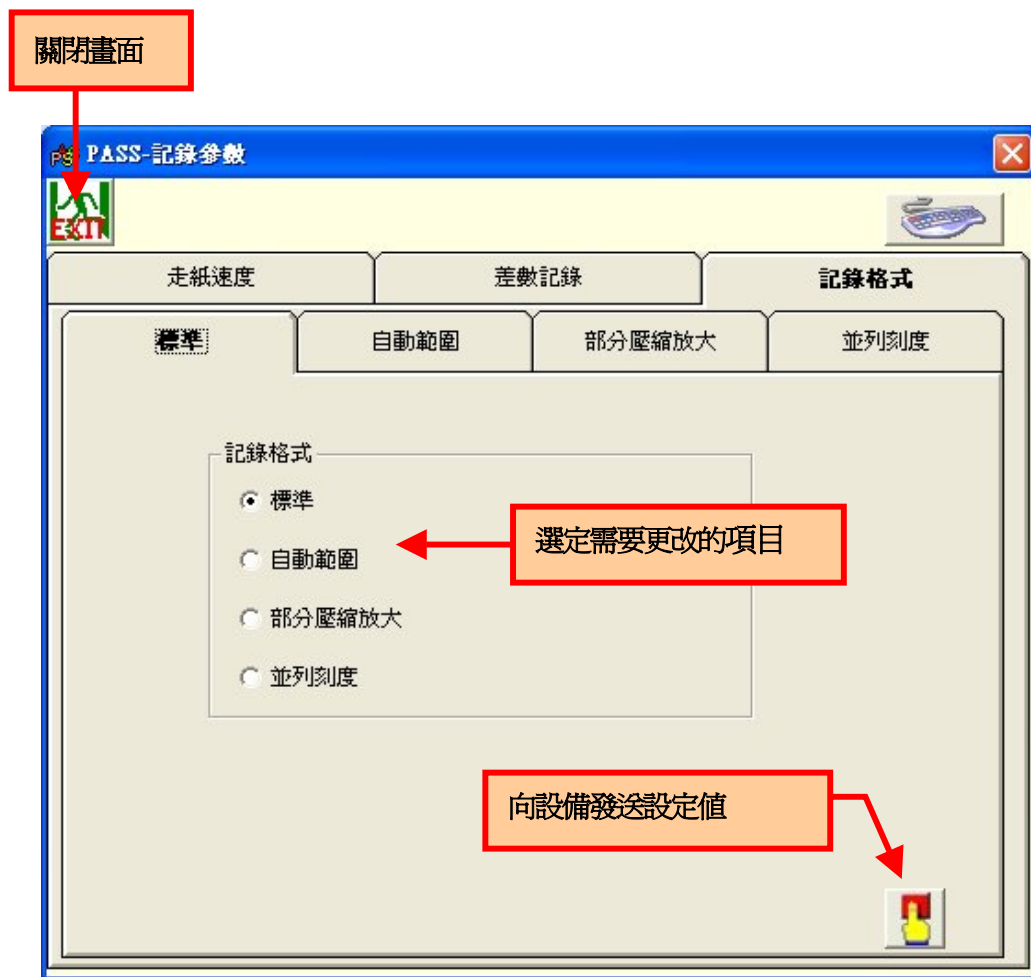 關閉畫面
PASS-記錄參數
EXIT
走紙速度 差數記錄 記錄格式
標準 自動範圍 部分壓縮放大 並列刻度
記錄格式
標準
選定需要更改的項目
自動範圍
部分壓縮放大
並列刻度
向設備發送設定值